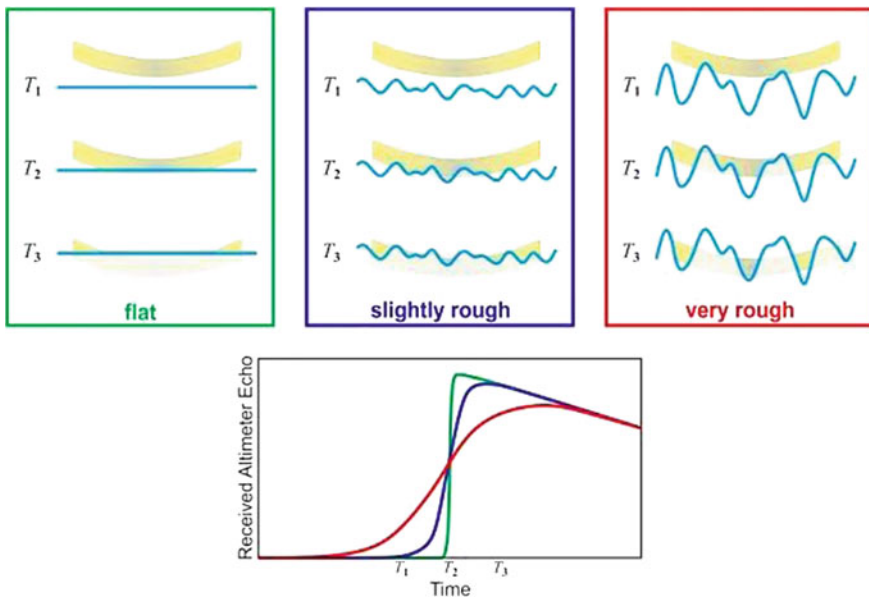 T1
T2
T3
flat
T1
T2
T3
slightly rough
T1
T2
T3
very rough
Received Altimeter Echo
T1 T2 T3
Time